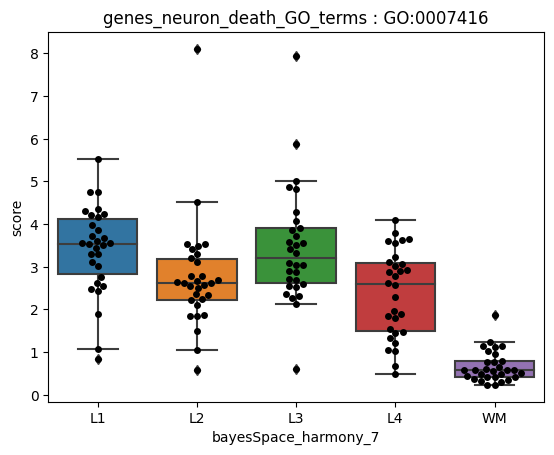 genes_neuron_death_GO_terms : GO:0007416
8
7
6
5
4
3
2
1
0
score
L1 L2 L3 L4 WM
bayesSpace_harmony_7